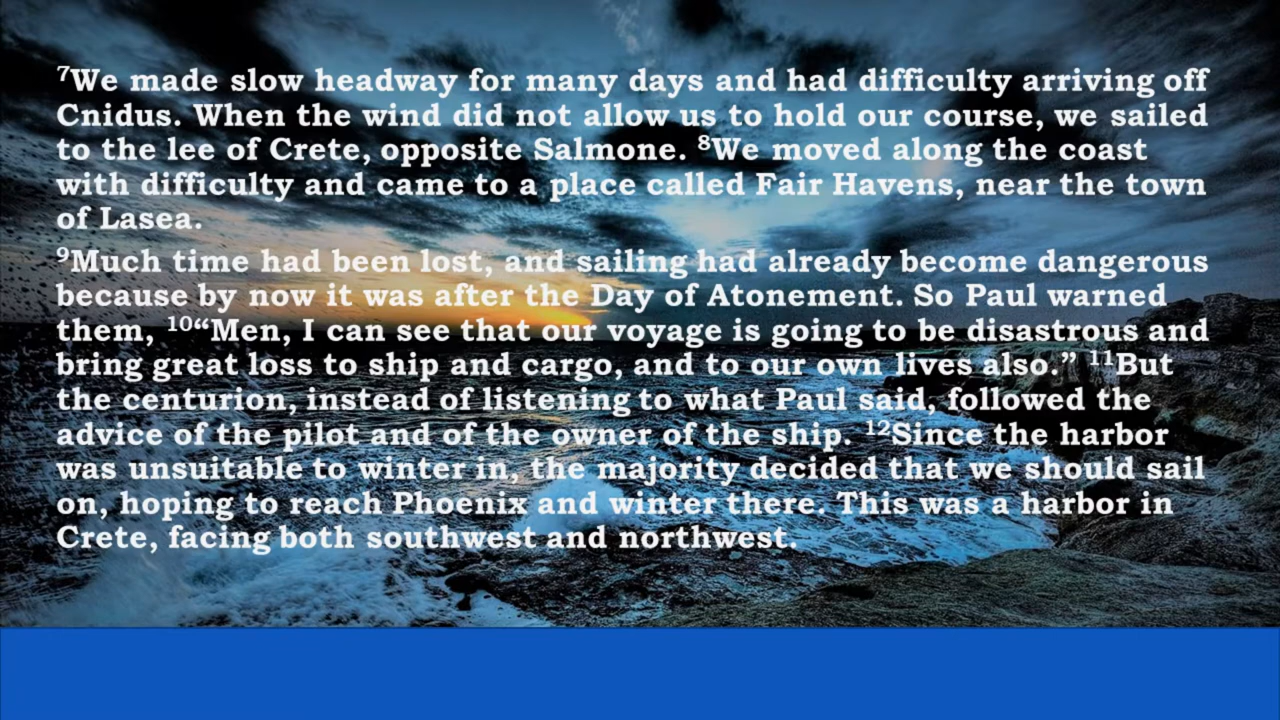 ⁷We made slow headway for many days and had difficulty arriving off
Cnidus. When the wind did not allow us to hold our course, we sailed
to the lee of Crete, opposite Salmone. ⁸We moved along the coast
with difficulty and came to a place called Fair Havens, near the town
of Lasea.
⁹Much time had been lost, and sailing had already become dangerous
because by now it was after the Day of Atonement. So Paul warned
them, ¹⁰“Men, I can see that our voyage is going to be disastrous and
bring great loss to ship and cargo, and to our own lives also.” ¹¹But
the centurion, instead of listening to what Paul said, followed the
advice of the pilot and of the owner of the ship. ¹²Since the harbor
was unsuitable to winter in, the majority decided that we should sail
on, hoping to reach Phoenix and winter there. This was a harbor in
Crete, facing both southwest and northwest.